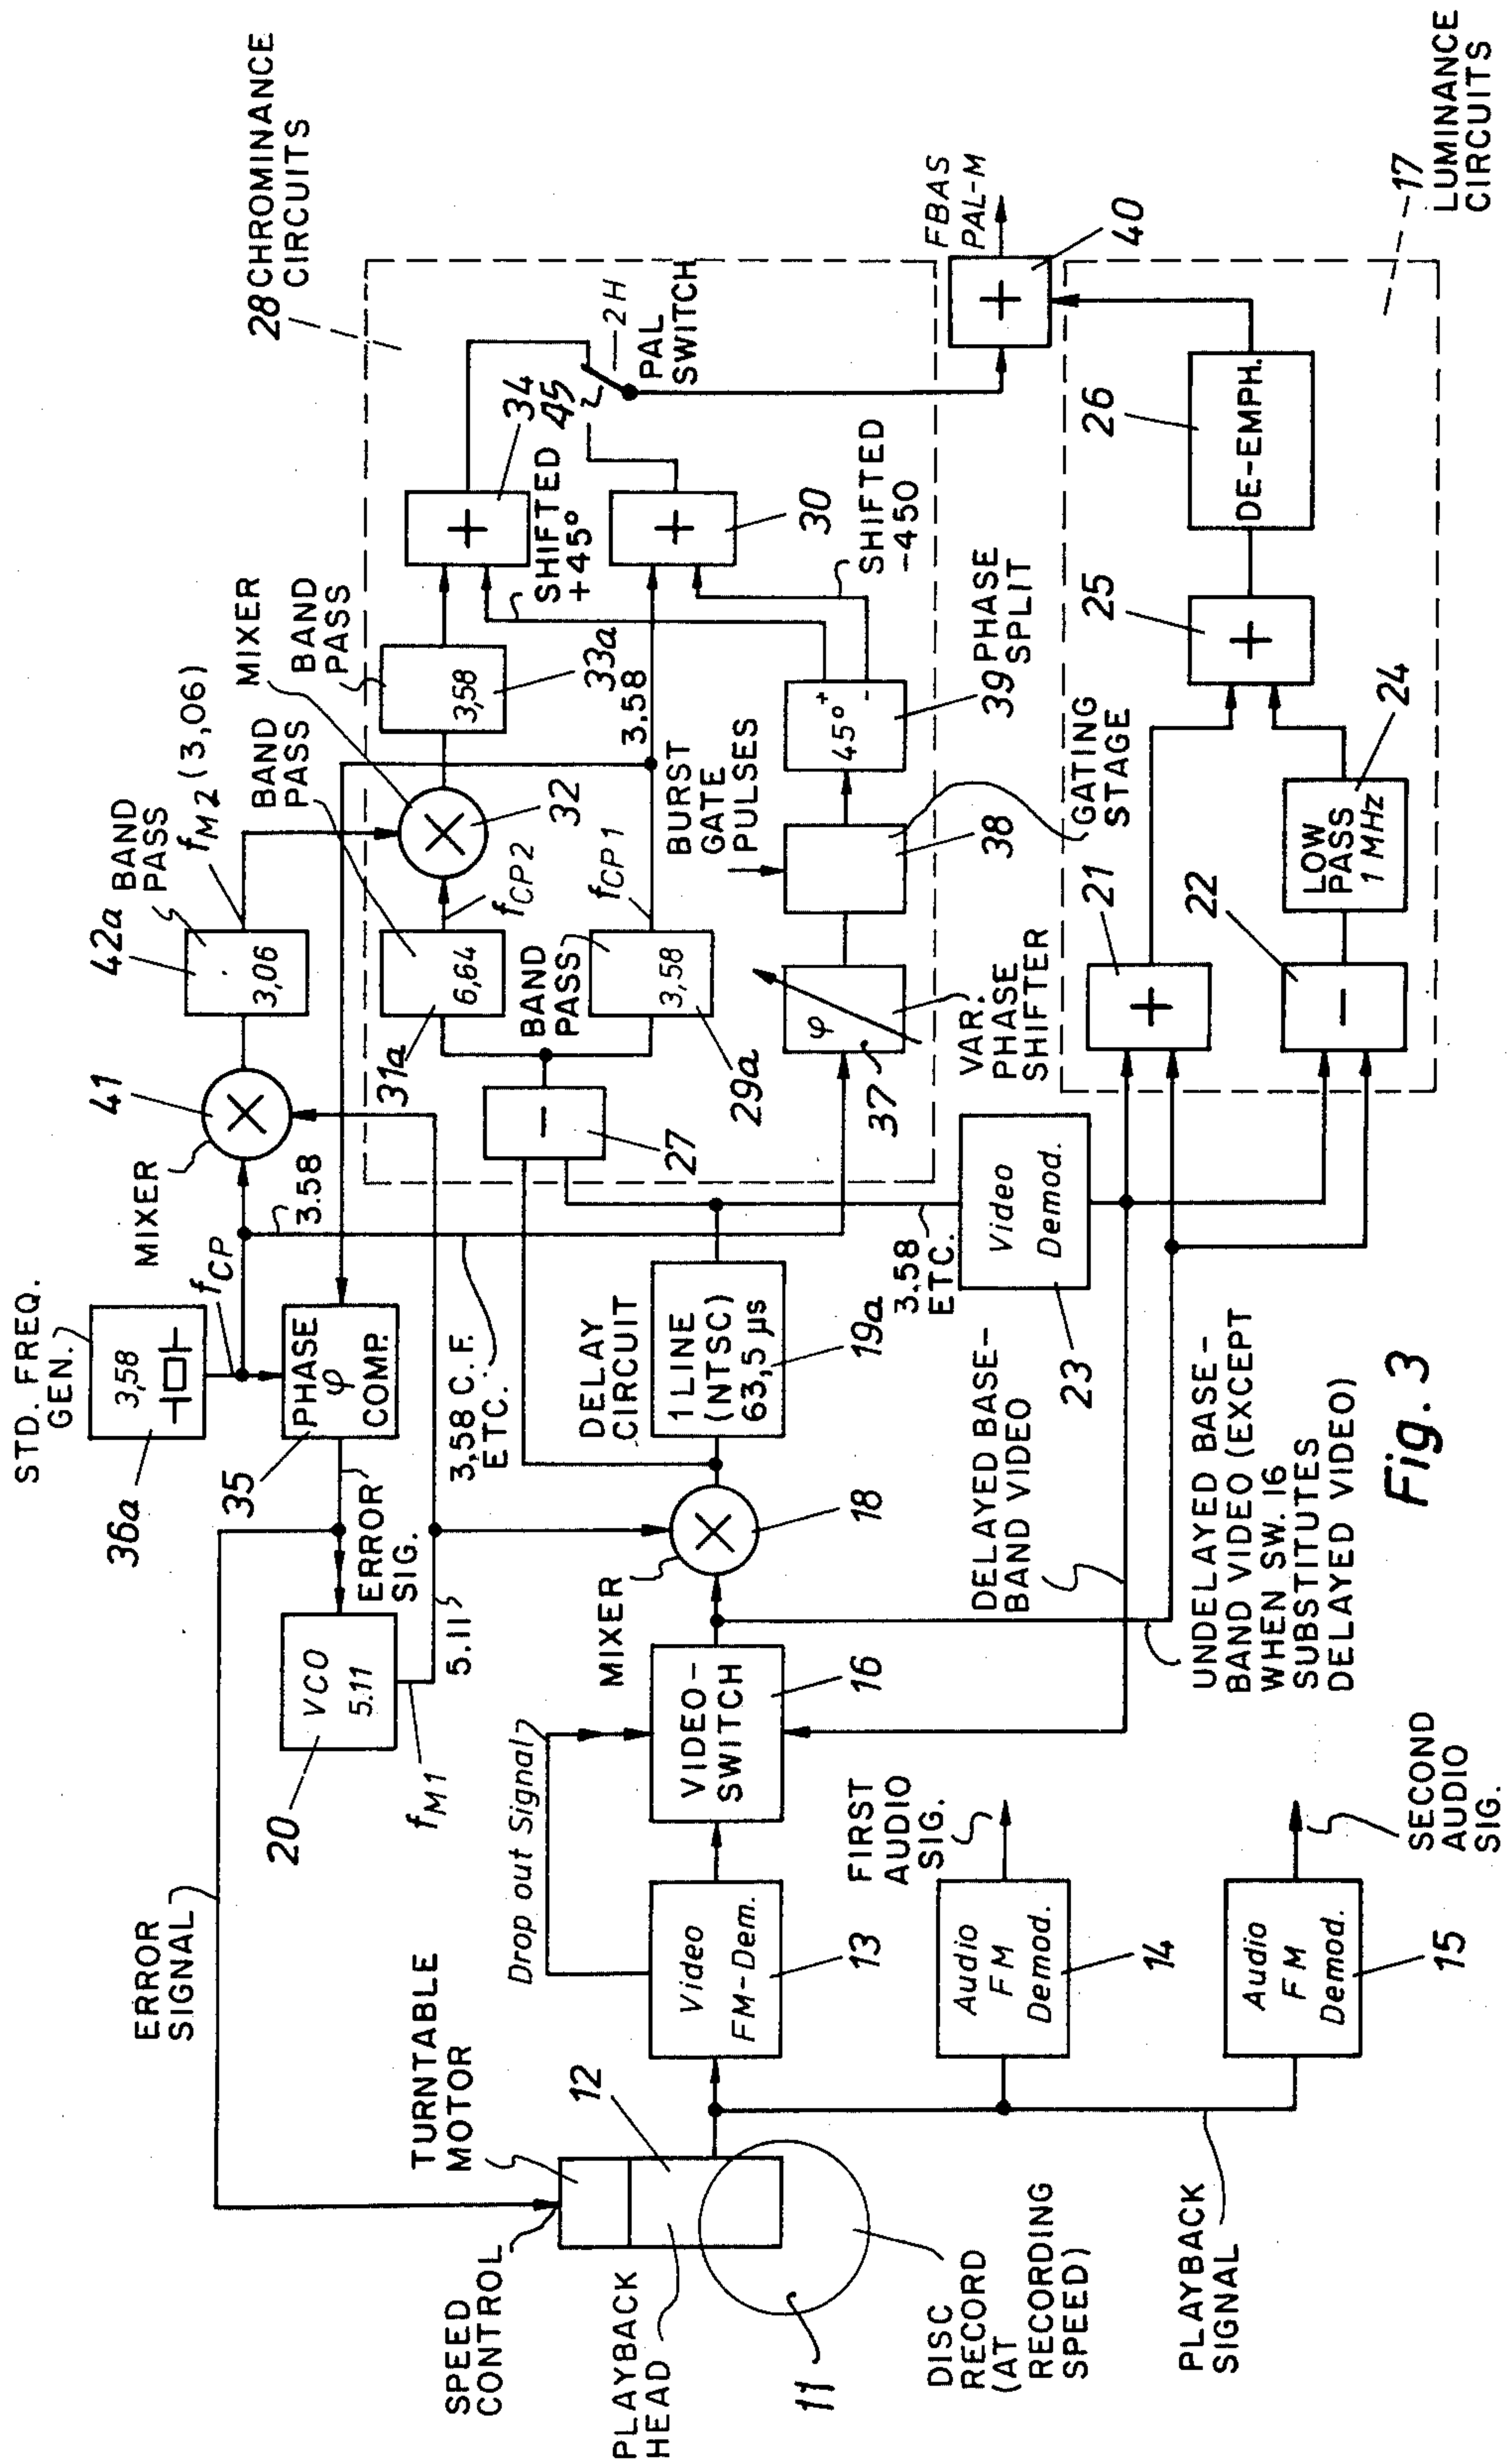 STD. FREQ.
GEN.
3,58
36a
fCP
MIXER
41
3.58
42a
BAND
PASS
3,06
fM2 (3,06)
MIXER
BAND
PASS
BAND
PASS
28 CHROMINANCE
CIRCUITS
ERROR
SIGNAL
20
VCO
5.11
fM1
5.11
35
PHASE
φ
COMP.
ERROR
SIG.
3,58 C.F.
ETC.
31a
6,64
fCP2
32
3,58
33a
34
SHIFTED
+45°
45
2H
PAL
SWITCH
27
BAND
PASS
3,58
29a
fCP1
3.58
30
SHIFTED
-450
BURST
GATE
PULSES
φ
37
VAR.
PHASE
SHIFTER
38
GATING
STAGE
45°
+
-
39 PHASE
SPLIT
FBAS
PAL-M
40
SPEED
CONTROL
TURNTABLE
MOTOR
12
PLAYBACK
HEAD
11
DISC
RECORD
(AT
RECORDING
SPEED)
PLAYBACK
SIGNAL
Drop out Signal
Video
FM-Dem.
13
VIDEO-
SWITCH
16
MIXER
18
DELAY
CIRCUIT
1 LINE
(NTSC)
63,5 µs
19a
3.58
ETC.
Video
Demod.
23
Audio
FM
Demod.
14
FIRST
AUDIO
SIG.
Audio
FM
Demod.
15
SECOND
AUDIO
SIG.
DELAYED BASE-
BAND VIDEO
UNDELAYED BASE-
BAND VIDEO (EXCEPT
WHEN SW. 16
SUBSTITUTES
DELAYED VIDEO)
21
22
LOW
PASS
1 MHz
24
25
26
DE-EMPH.
17
LUMINANCE
CIRCUITS
Fig. 3